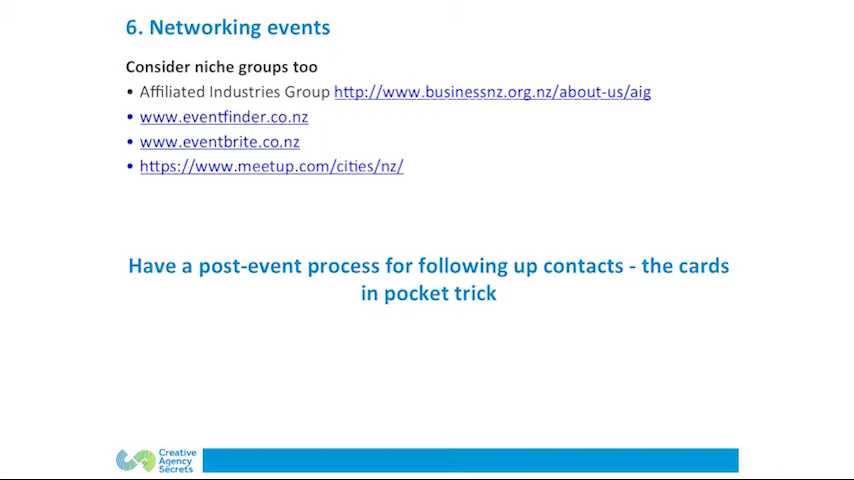 6. Networking events
Consider niche groups too
• Affiliated Industries Group http://www.businessnz.org.nz/about-us/aig
• www.eventfinder.co.nz
• www.eventbrite.co.nz
• https://www.meetup.com/cities/nz/
Have a post-event process for following up contacts - the cards
in pocket trick
Creative
Agency
Secrets